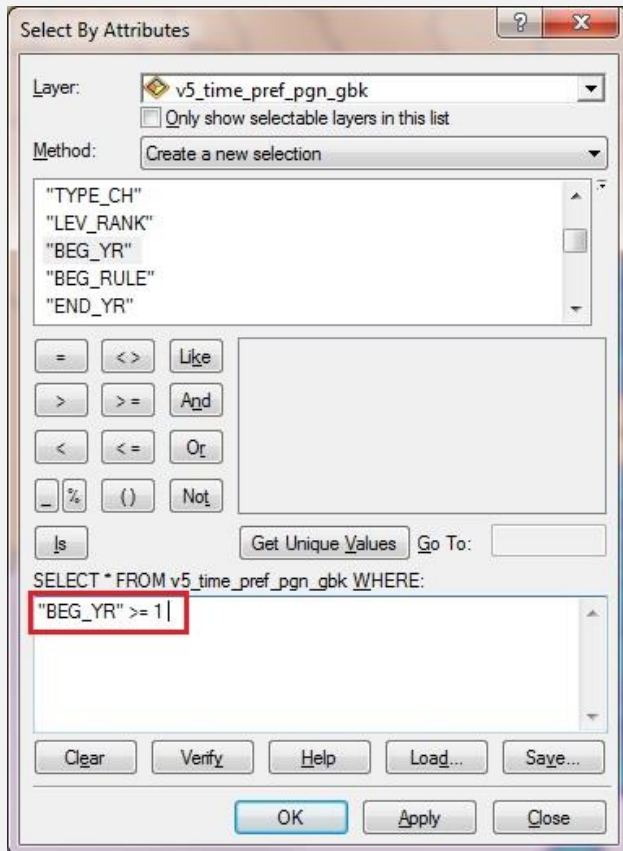 Select By Attributes
Layer: v5_time_pref_pgn_gbk
Only show selectable layers in this list
Method: Create a new selection
"TYPE_CH"
"LEV_RANK"
"BEG_YR"
"BEG_RULE"
"END_YR"
= <> Like
> >= And
< <= Or
_ % () Not
Is Get Unique Values Go To:
SELECT * FROM v5_time_pref_pgn_gbk WHERE:
"BEG_YR" >= 1
Clear Verify Help Load... Save...
OK Apply Close